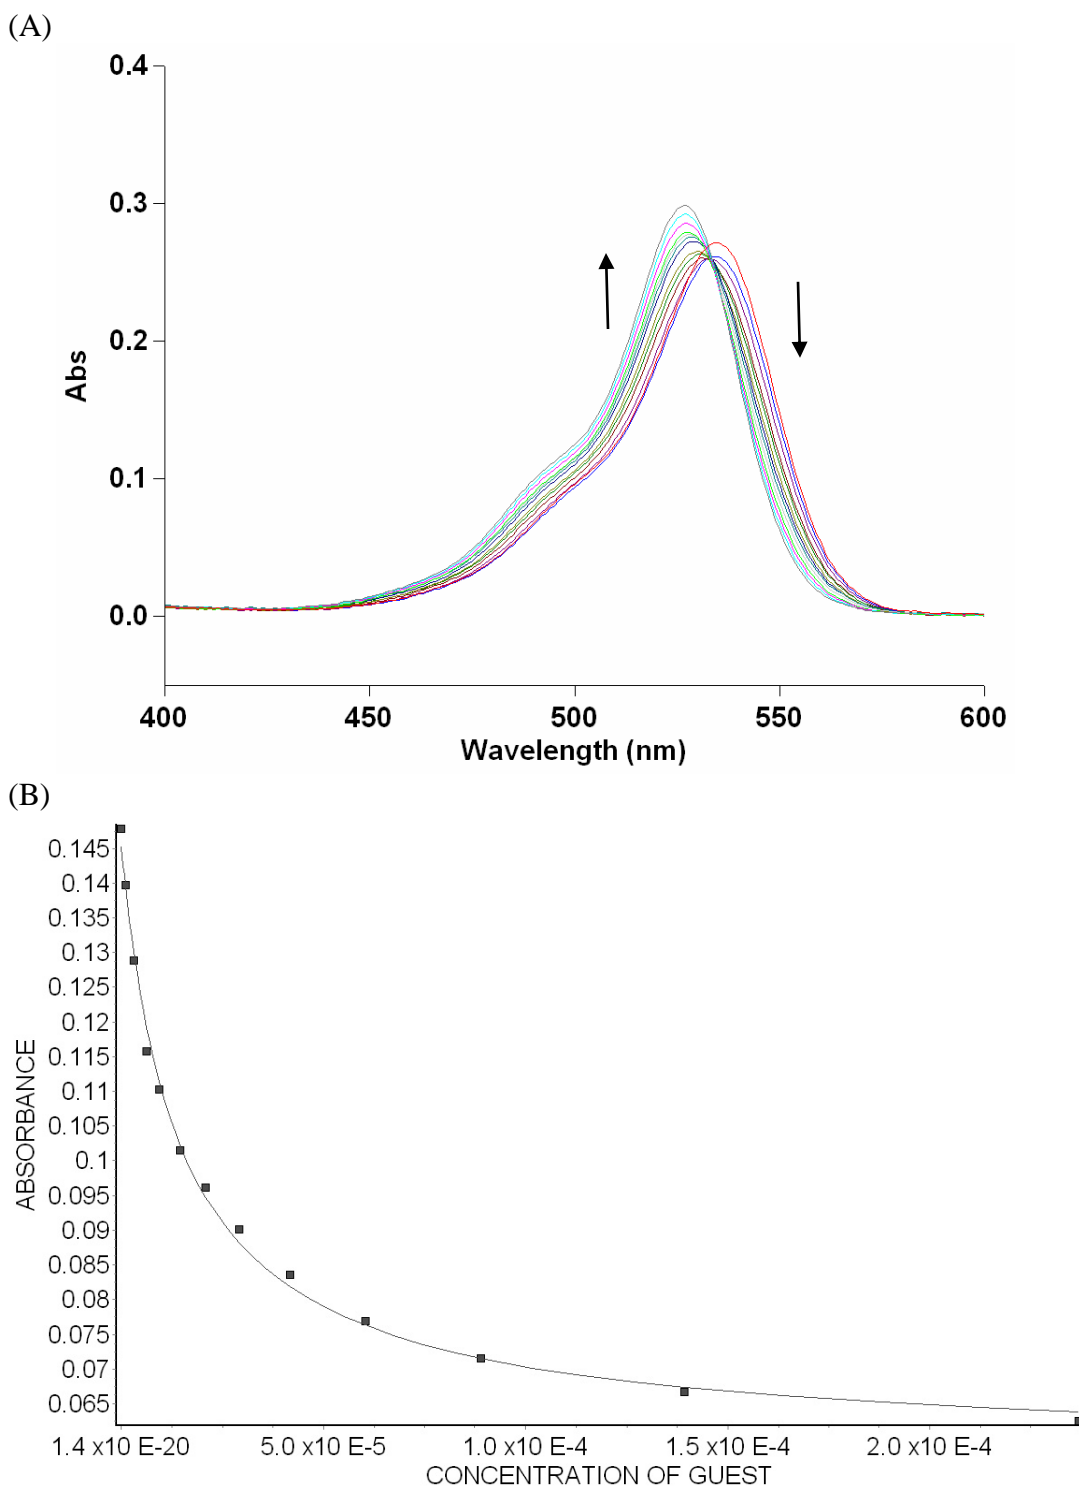 (A)
0.4
0.3
0.2
0.1
0.0
Abs
400 450 500 550 600
Wavelength (nm)
(B)
0.145
0.14
0.135
0.13
0.125
0.12
0.115
0.11
0.105
0.1
0.095
0.09
0.085
0.08
0.075
0.07
0.065
ABSORBANCE
1.4 x10 E-20 5.0 x10 E-5 1.0 x10 E-4 1.5 x10 E-4 2.0 x10 E-4
CONCENTRATION OF GUEST